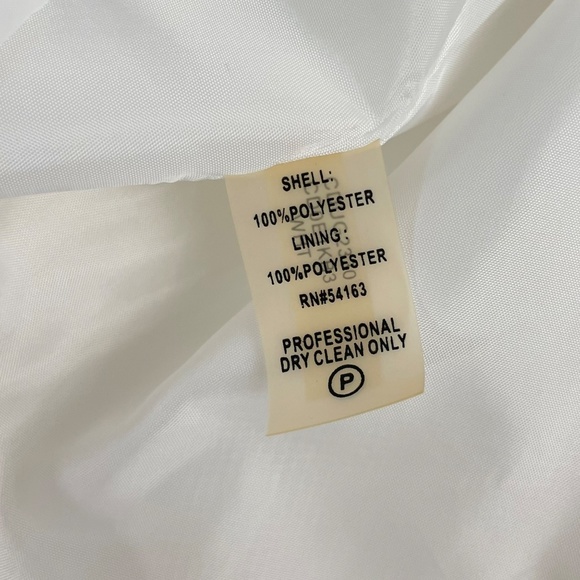 SHELL:
100%POLYESTER
LINING:
100%POLYESTER
RN#54163
PROFESSIONAL
DRY CLEAN ONLY
P